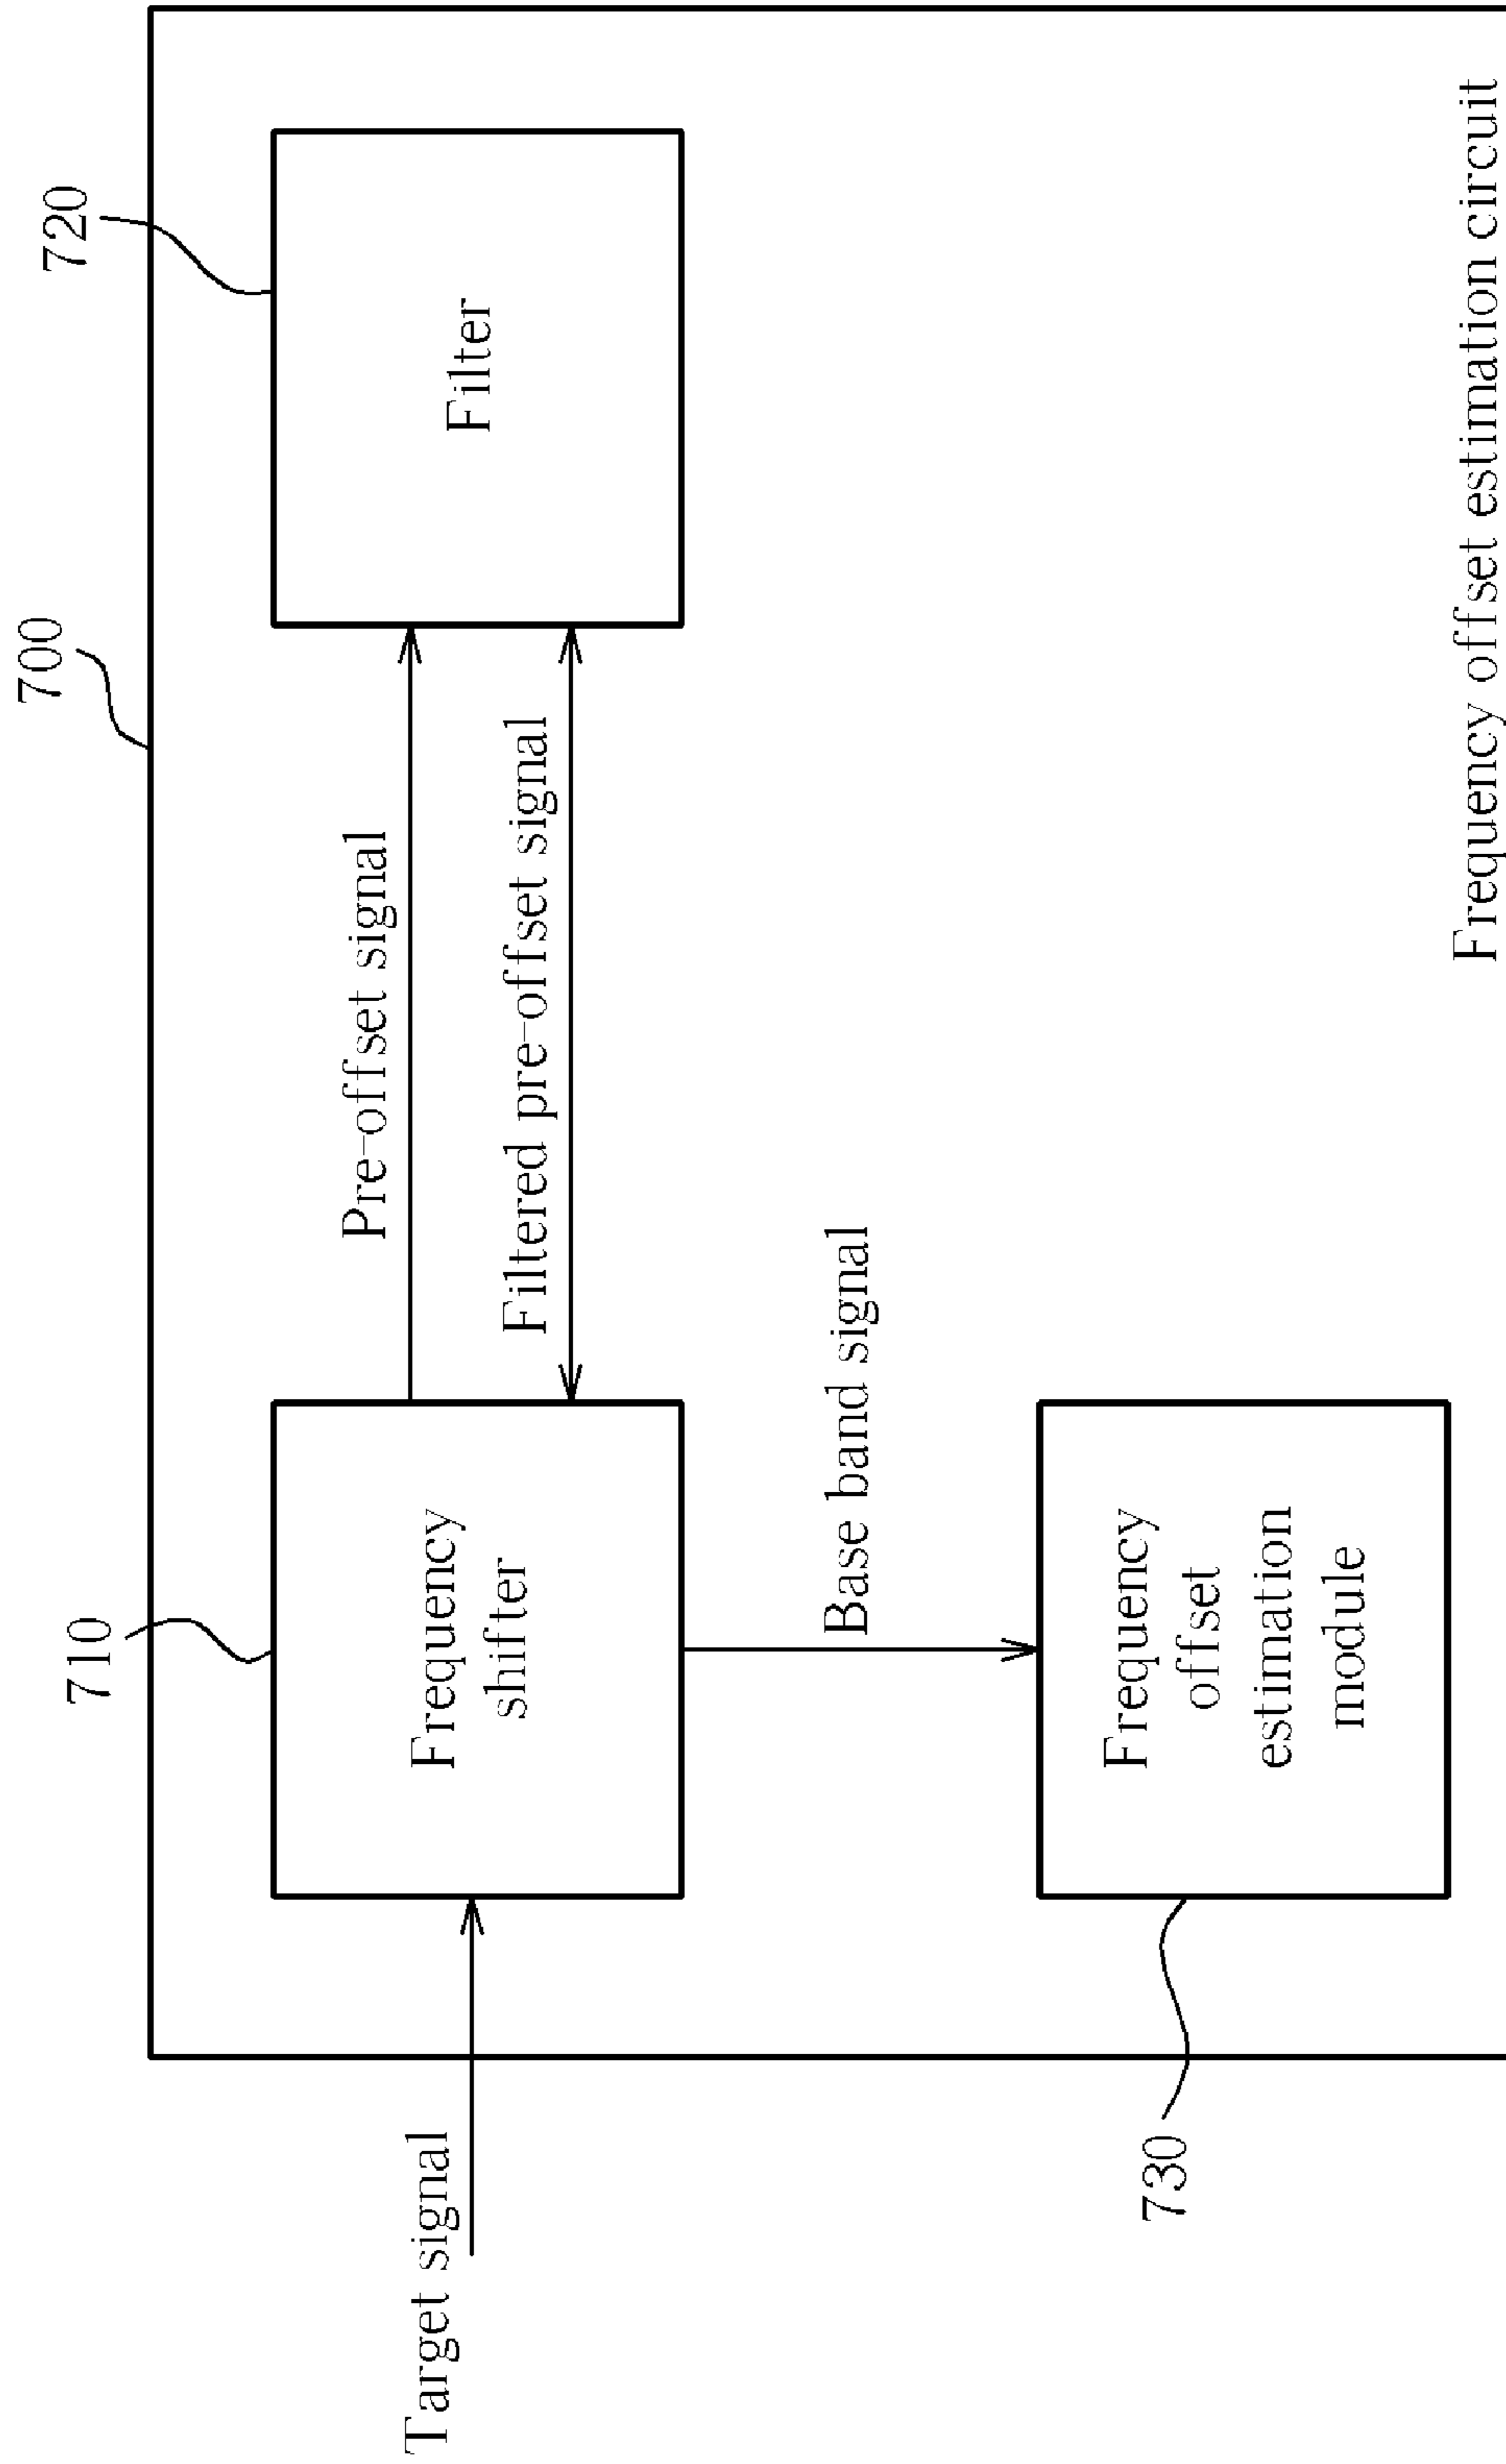 700
710
720
Target signal
Frequency
shifter
Pre-offset signal
Filtered pre-offset signal
Filter
Base band signal
Frequency
offset
estimation
module
730
Frequency offset estimation circuit